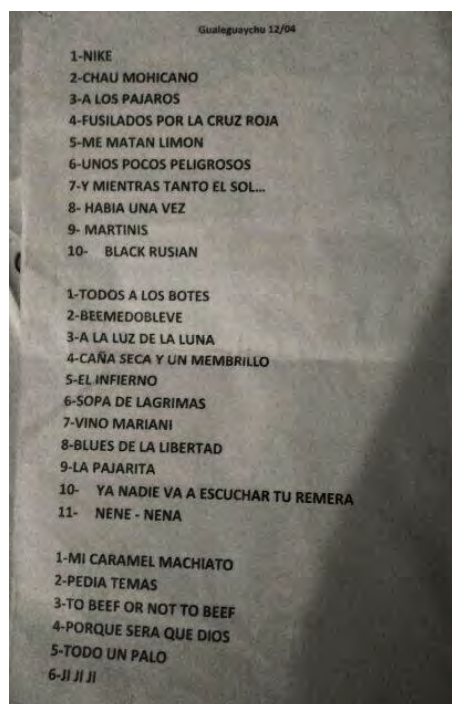 Gualeguaychu 12/04
1-NIKE
2-CHAU MOHICANO
3-A LOS PAJAROS
4-FUSILADOS POR LA CRUZ ROJA
5-ME MATAN LIMON
6-UNOS POCOS PELIGROSOS
7-Y MIENTRAS TANTO EL SOL...
8- HABIA UNA VEZ
9- MARTINIS
10- BLACK RUSIAN
1-TODOS A LOS BOTES
2-BEEMEDOBLEVE
3-A LA LUZ DE LA LUNA
4-CAÑA SECA Y UN MEMBRILLO
5-EL INFIERNO
6-SOPA DE LAGRIMAS
7-VINO MARIANI
8-BLUES DE LA LIBERTAD
9-LA PAJARITA
10- YA NADIE VA A ESCUCHAR TU REMERA
11- NENE - NENA
1-MI CARAMEL MACHIATO
2-PEDIA TEMAS
3-TO BEEF OR NOT TO BEEF
4-PORQUE SERA QUE DIOS
5-TODO UN PALO
6-JI JI JI